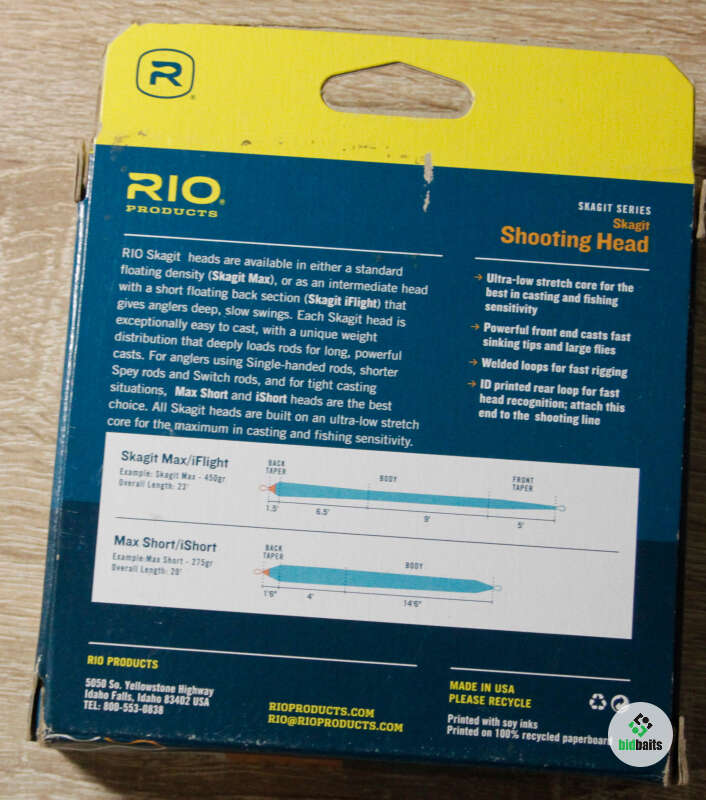 R
RIO
PRODUCTS
RIO Skagit heads are available in either a standard
floating density (Skagit Max), or as an intermediate head
with a short floating back section (Skagit iFlight) that
gives anglers deep, slow swings. Each Skagit head is
exceptionally easy to cast, with a unique weight
distribution that deeply loads rods for long, powerful
casts. For anglers using Single-handed rods, shorter
Spey rods and Switch rods, and for tight casting
situations, Max Short and iShort heads are the best
choice. All Skagit heads are built on an ultra-low stretch
core for the maximum in casting and fishing sensitivity.
SKAGIT SERIES
Skagit
Shooting Head
→ Ultra-low stretch core for the
best in casting and fishing
sensitivity
→ Powerful front end casts fast
sinking tips and large flies
→ Welded loops for fast rigging
→ ID printed rear loop for fast
head recognition; attach this
end to the shooting line
Skagit Max/iFlight
Example: Skagit Max - 450gr
Overall Length: 23'
BACK
TAPER
BODY
FRONT
TAPER
1.5'
6.5'
9'
5'
Max Short/iShort
Example:Max Short - 275gr
Overall Length: 20'
BACK
TAPER
BODY
1'6"
4'
14'6"
RIO PRODUCTS
5050 So. Yellowstone Highway
Idaho Falls, Idaho 83402 USA
TEL: 800-553-0838
RIOPRODUCTS.COM
RIO@RIOPRODUCTS.COM
MADE IN USA
PLEASE RECYCLE
Printed with soy inks
Printed on 100% recycled paperboard
bidbaits